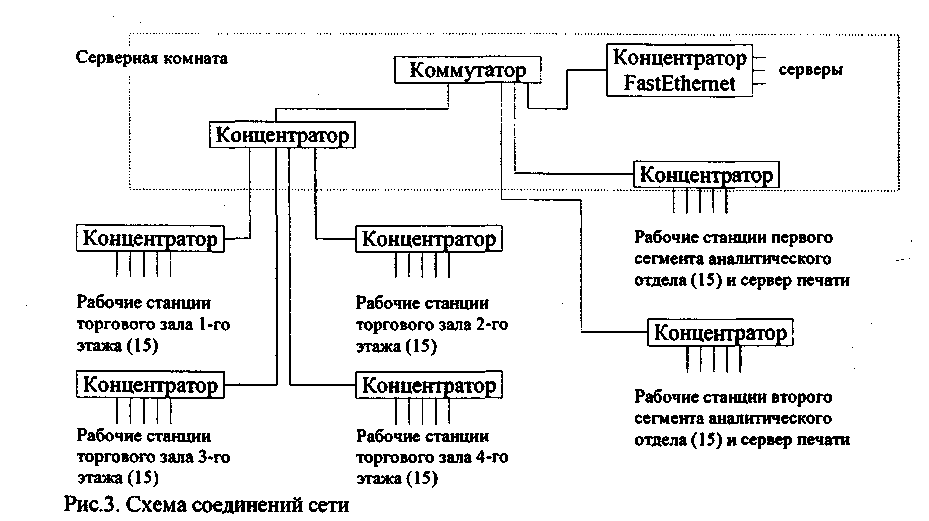 Серверная комната
Коммутатор
Концентратор
FastEthernet
серверы
Концентратор
Концентратор
Рабочие станции первого
сегмента аналитического
отдела (15) и сервер печати
Концентратор
Рабочие станции
торгового зала 1-го
этажа (15)
Концентратор
Рабочие станции
торгового зала 2-го
этажа (15)
Концентратор
Рабочие станции второго
сегмента аналитического
отдела (15) и сервер печати
Концентратор
Рабочие станции
торгового зала 3-го
этажа (15)
Концентратор
Рабочие станции
торгового зала 4-го
этажа (15)
Рис.3. Схема соединений сети